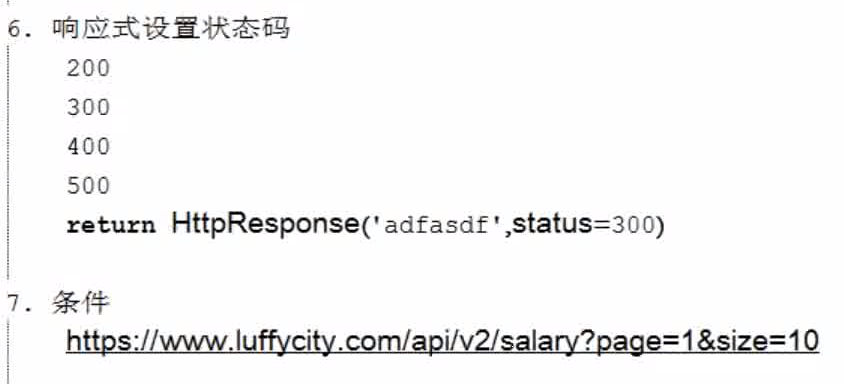 6. 响应式设置状态码
200
300
400
500
return HttpResponse('adfasdf',status=300)
7. 条件
https://www.luffycity.com/api/v2/salary?page=1&size=10